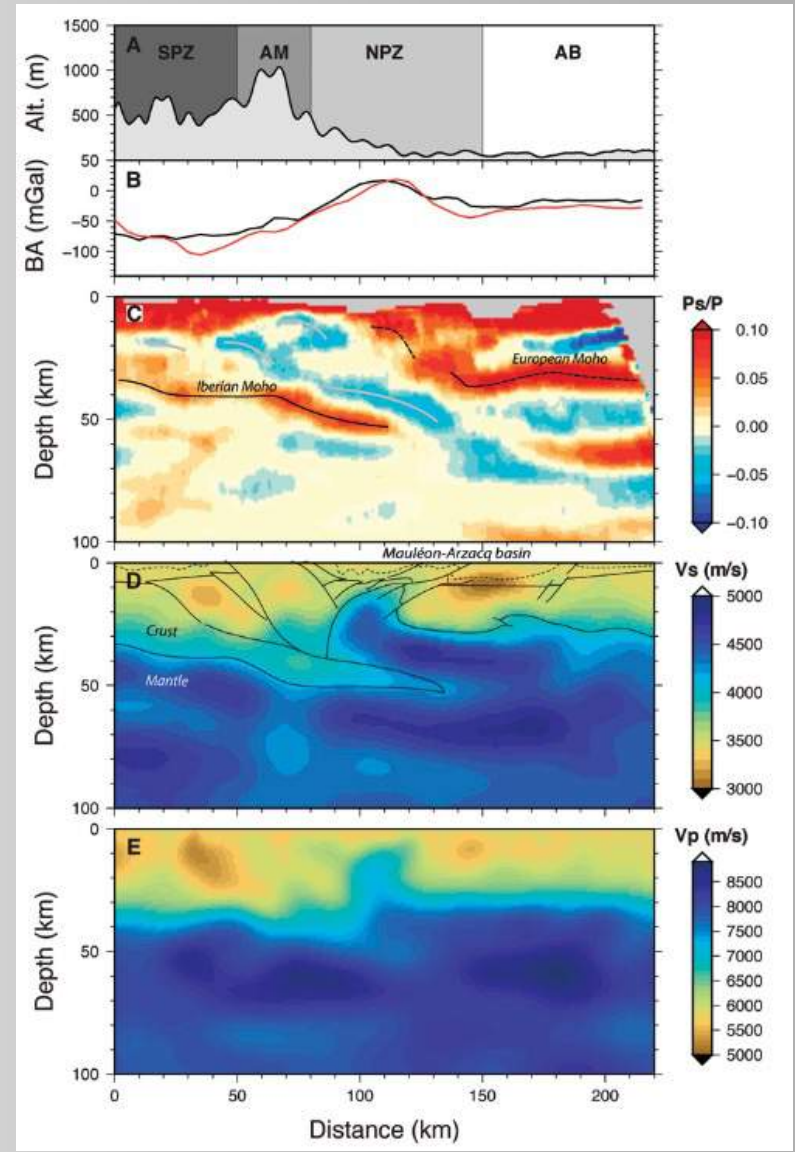 1500
1000
500
50
Alt. (m)
A
SPZ
AM
NPZ
AB
0
−50
−100
BA (mGal)
B
0
50
100
Depth (km)
C
Iberian Moho
European Moho
Ps/P
0.10
0.05
0.00
−0.05
−0.10
Mauléon-Arzacq basin
0
50
100
Depth (km)
D
Crust
Mantle
Vs (m/s)
5000
4500
4000
3500
3000
0
50
100
Depth (km)
E
Vp (m/s)
8500
8000
7500
7000
6500
6000
5500
5000
0
50
100
150
200
Distance (km)